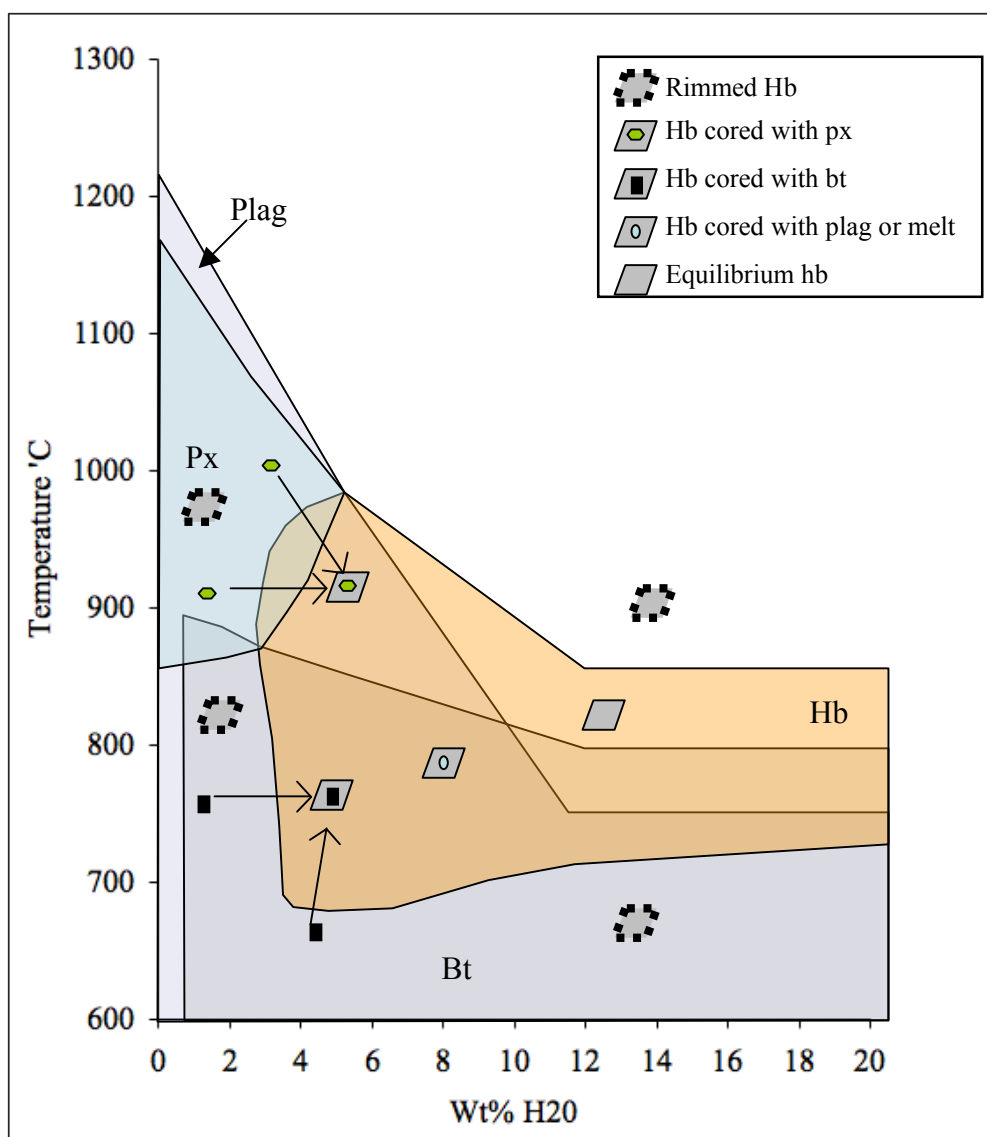 1300
1200
1100
1000
900
800
700
600
Temperature 'C
0
2
4
6
8
10
12
14
16
18
20
Wt% H20
Rimmed Hb
Hb cored with px
Hb cored with bt
Hb cored with plag or melt
Equilibrium hb
Plag
Px
Hb
Bt